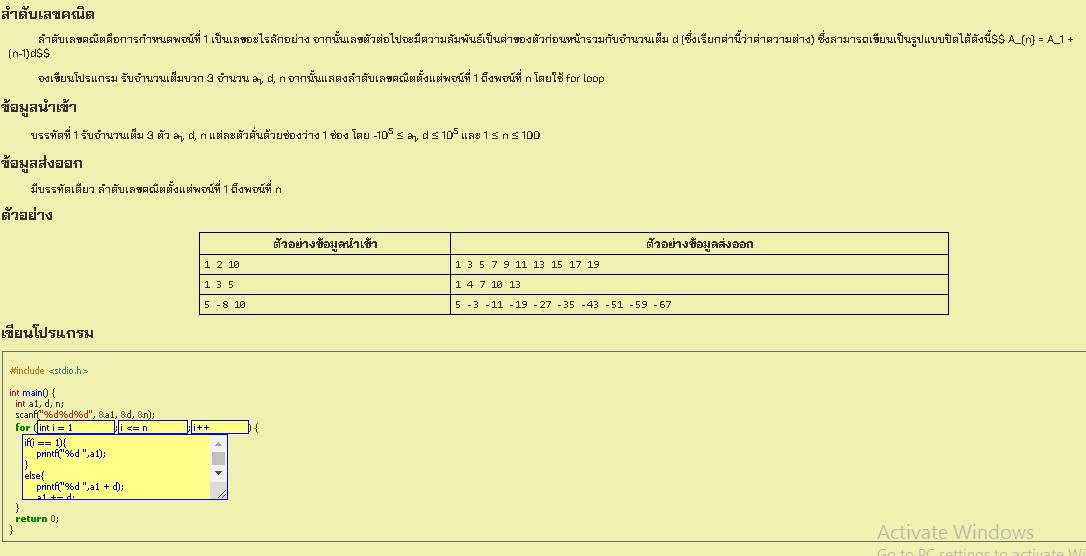 ลำดับเลขคณิต
ลำดับเลขคณิตคือการกำหนดพจน์ที่ 1 เป็นเลขอะไรสักอย่าง จากนั้นเลขตัวต่อไปจะมีความสัมพันธ์เป็นค่าของตัวก่อนหน้ารวมกับจำนวนเต็ม d (ซึ่งเรียกค่านี้ว่าค่าความต่าง) ซึ่งสามารถเขียนเป็นรูปแบบปิดได้ดังนี้$$ A_{n} = A_1 +
(n-1)d$$
จงเขียนโปรแกรม รับจำนวนเต็มบวก 3 จำนวน a₁, d, n จากนั้นแสดงลำดับเลขคณิตตั้งแต่พจน์ที่ 1 ถึงพจน์ที่ n โดยใช้ for loop
ข้อมูลนำเข้า
บรรทัดที่ 1 รับจำนวนเต็ม 3 ตัว a₁, d, n แต่ละตัวคั่นด้วยช่องว่าง 1 ช่อง โดย -10⁵ ≤ a₁, d ≤ 10⁵ และ 1 ≤ n ≤ 100
ข้อมูลส่งออก
มีบรรทัดเดียว ลำดับเลขคณิตตั้งแต่พจน์ที่ 1 ถึงพจน์ที่ n
ตัวอย่าง
ตัวอย่างข้อมูลนำเข้า ตัวอย่างข้อมูลส่งออก
1 2 10 1 3 5 7 9 11 13 15 17 19
1 3 5 1 4 7 10 13
5 -8 10 5 -3 -11 -19 -27 -35 -43 -51 -59 -67
เขียนโปรแกรม
#include <stdio.h>
int main() {
int a1, d, n;
scanf("%d%d%d", &a1, &d, &n);
for (int i = 1; i <= n; i++) {
if(i == 1){
printf("%d ",a1);
}
else{
printf("%d ",a1 + d);
a1 += d;
}
return 0;
}
Activate Windows
Go to PC settings to activate Wi